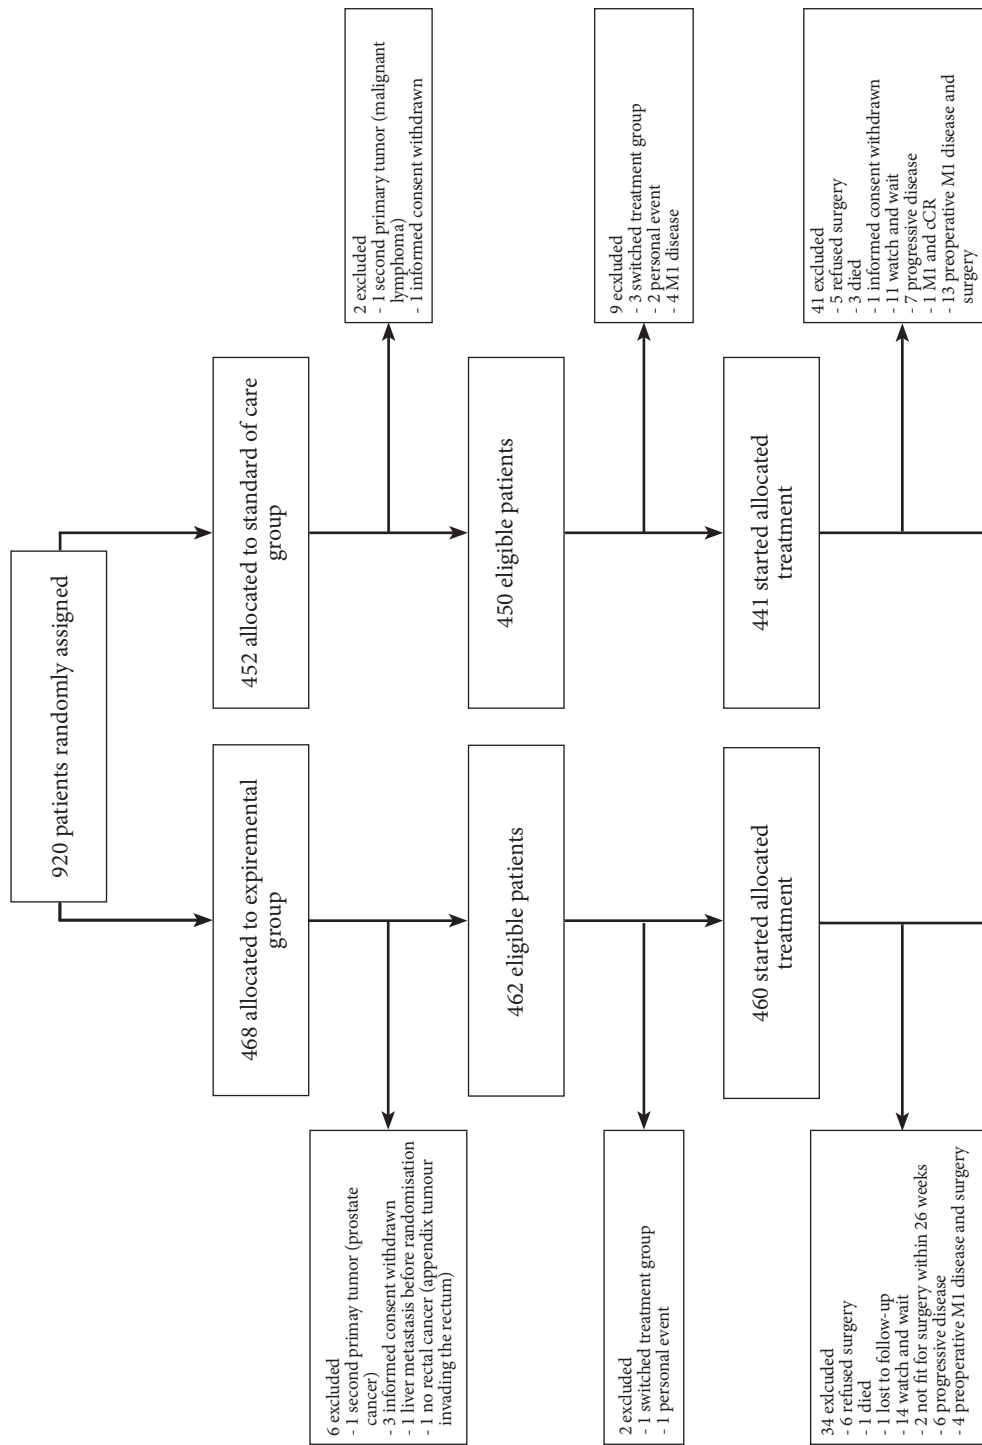 920 patients randomly assigned
468 allocated to expiremental
group
452 allocated to standard of care
group
6 excluded
- 1 second primay tumor (prostate
cancer)
- 3 informed consent withdrawn
- 1 liver metastasis before randomisation
- 1 no rectal cancer (appendix tumour
invading the rectum)
2 excluded
- 1 second primary tumor (malignant
lymphoma)
- 1 informed consent withdrawn
462 eligible patients
450 eligible patients
2 excluded
- 1 switched treatment group
- 1 personal event
9 ecxluded
- 3 switched treatment group
- 2 personal event
- 4 M1 disease
460 started allocated
treatment
441 started allocated
treatment
34 exlcuded
- 6 refused surgery
- 1 died
- 1 lost to follow-up
- 14 watch and wait
- 2 not fit for surgery within 26 weeks
- 6 progressive disease
- 4 preoperative M1 disease and surgery
41 excluded
- 5 refused surgery
- 3 died
- 1 informed consent withdrawn
- 11 watch and wait
- 7 progressive disease
- 1 M1 and cCR
- 13 preoperative M1 disease and
surgery